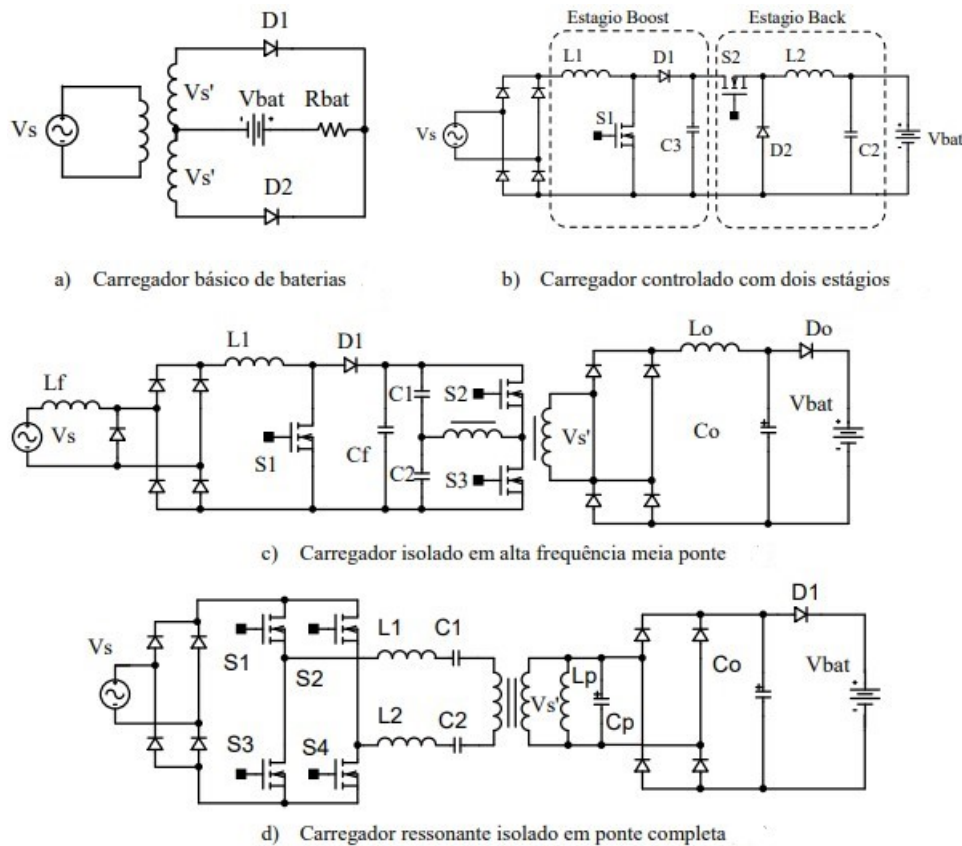 D1
Vs'
Vbat
Rbat
Vs
Vs'
D2
a) Carregador básico de baterias
Estagio Boost
Estagio Back
L1
D1
S2
L2
Vs
S1
C3
D2
C2
Vbat
b) Carregador controlado com dois estágios
L1
D1
Lo
Do
Lf
C1
S2
Vbat
Vs
S1
Cf
Vs'
Co
C2
S3
c) Carregador isolado em alta frequência meia ponte
D1
Vs
L1
C1
S1
S2
Lp
Co
Vbat
Vs'
L2
C2
Cp
S3
S4
d) Carregador ressonante isolado em ponte completa